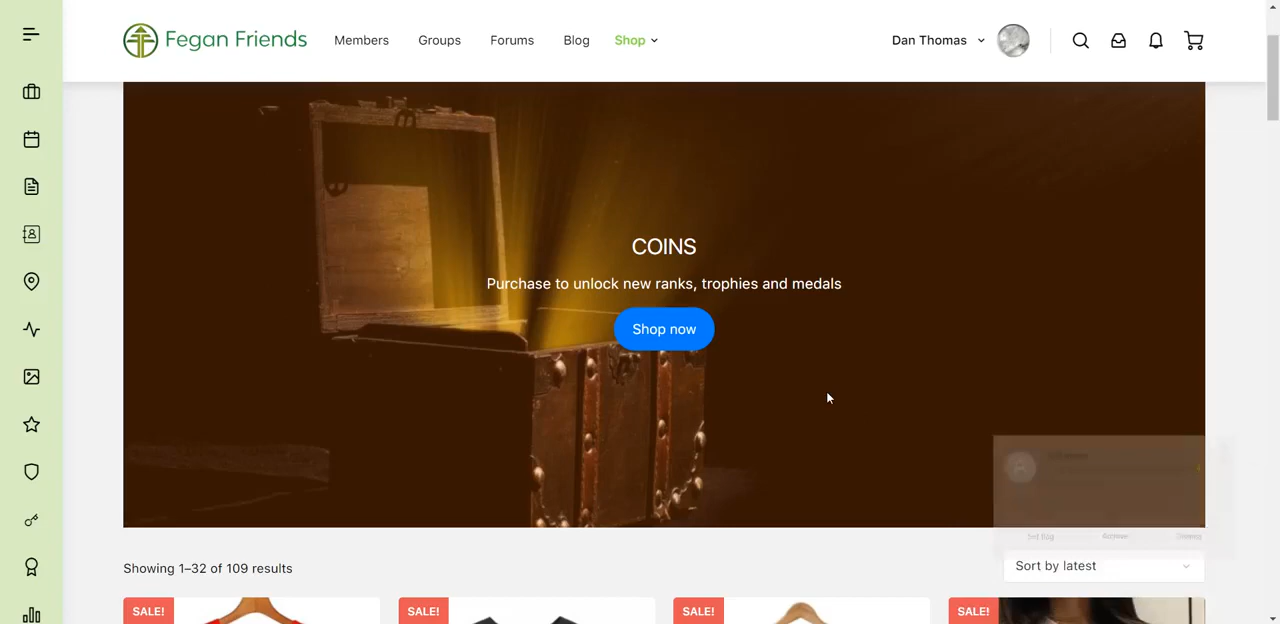 Fegan Friends
Members
Groups
Forums
Blog
Shop
Dan Thomas
COINS
Purchase to unlock new ranks, trophies and medals
Shop now
Showing 1–32 of 109 results
Sort by latest
SALE!
SALE!
SALE!
SALE!